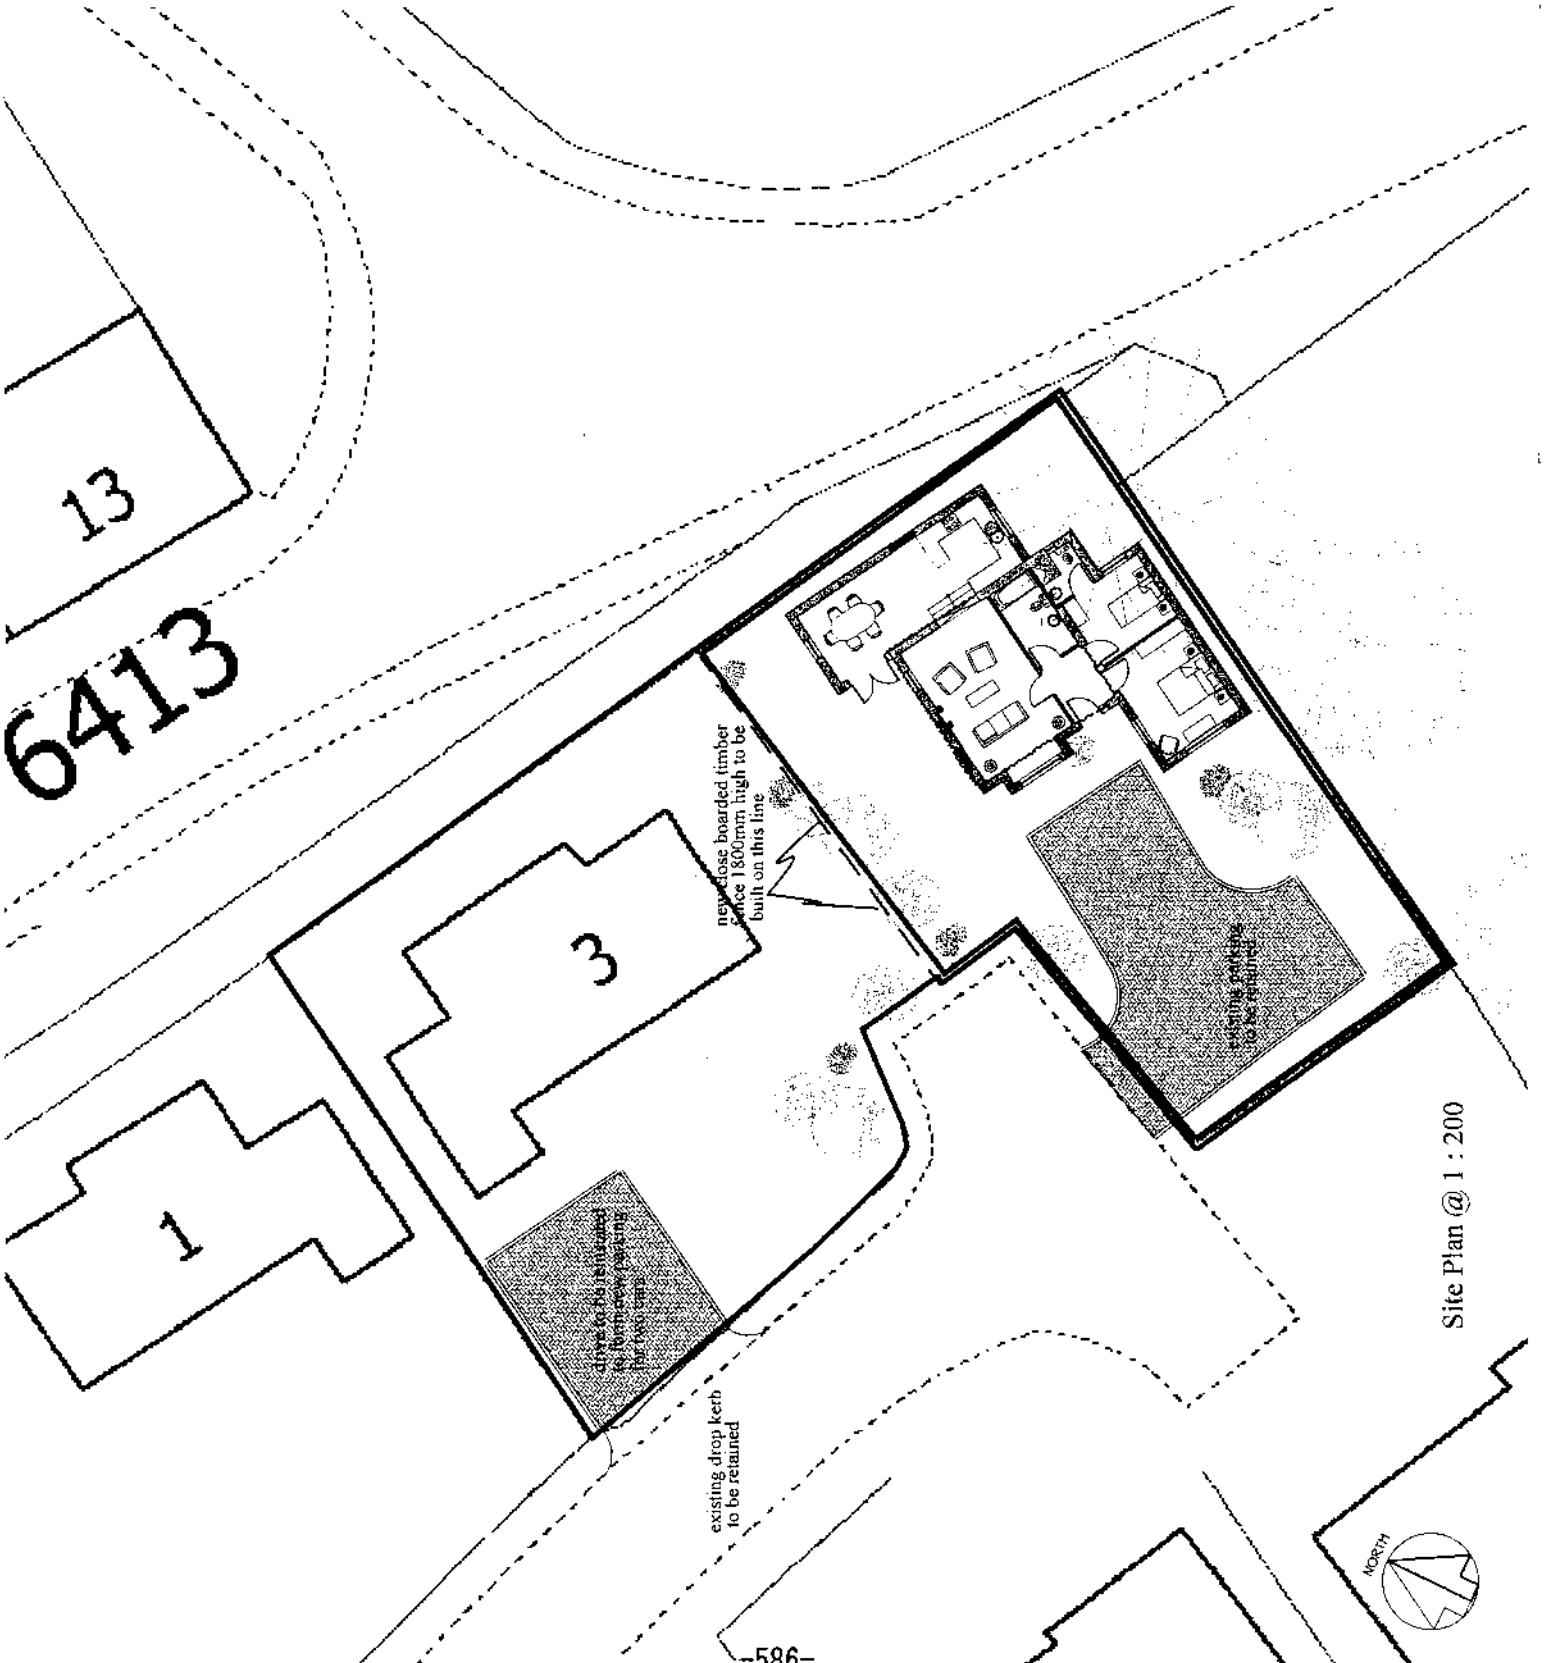 13
6413
new close boarded timber
fence 1800mm high to be
built on this line
3
existing parking
to be retained
1
drive to be reinstated
to form new parking
for two cars
existing drop kerb
to be retained
Site Plan @ 1 : 200
NORTH
-586-